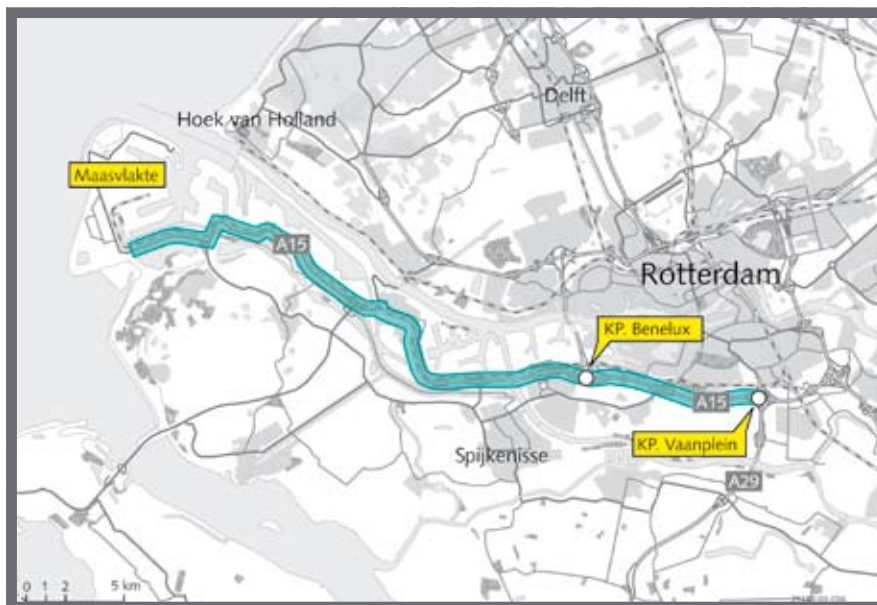 Delft
Hoek van Holland
Maasvlakte
A15
Rotterdam
KP. Benelux
A15
KP. Vaanplein
Spijkenisse
A29
0 1 2 5 km